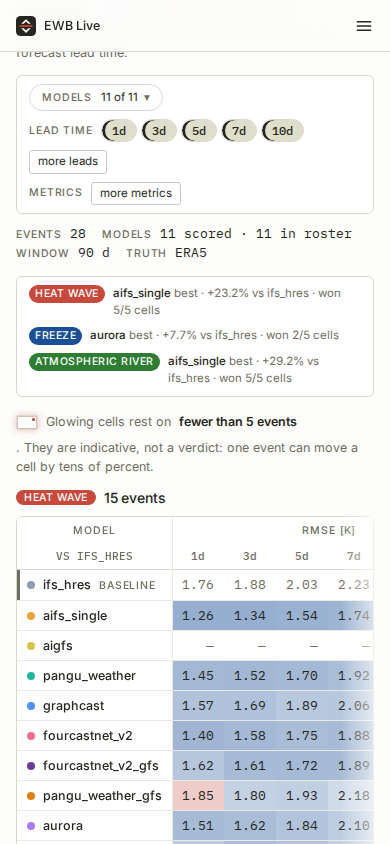 EWB Live
forecast lead time.
MODELS 11 of 11 ▾
LEAD TIME 1d 3d 5d 7d 10d
more leads
METRICS more metrics
EVENTS 28 MODELS 11 scored · 11 in roster
WINDOW 90 d TRUTH ERA5
HEAT WAVE aifs_single best · +23.2% vs ifs_hres · won
5/5 cells
FREEZE aurora best · +7.7% vs ifs_hres · won 2/5 cells
ATMOSPHERIC RIVER aifs_single best · +29.2% vs
ifs_hres · won 5/5 cells
Glowing cells rest on fewer than 5 events
. They are indicative, not a verdict: one event can move a
cell by tens of percent.
HEAT WAVE 15 events
MODEL RMSE [K]
VS IFS_HRES 1d 3d 5d 7d
ifs_hres BASELINE 1.76 1.88 2.03 2.23
aifs_single 1.26 1.34 1.54 1.74
aigfs — — — —
pangu_weather 1.45 1.52 1.70 1.92
graphcast 1.57 1.69 1.89 2.06
fourcastnet_v2 1.40 1.58 1.75 1.88
fourcastnet_v2_gfs 1.62 1.61 1.72 1.89
pangu_weather_gfs 1.85 1.80 1.93 2.18
aurora 1.51 1.62 1.84 2.10